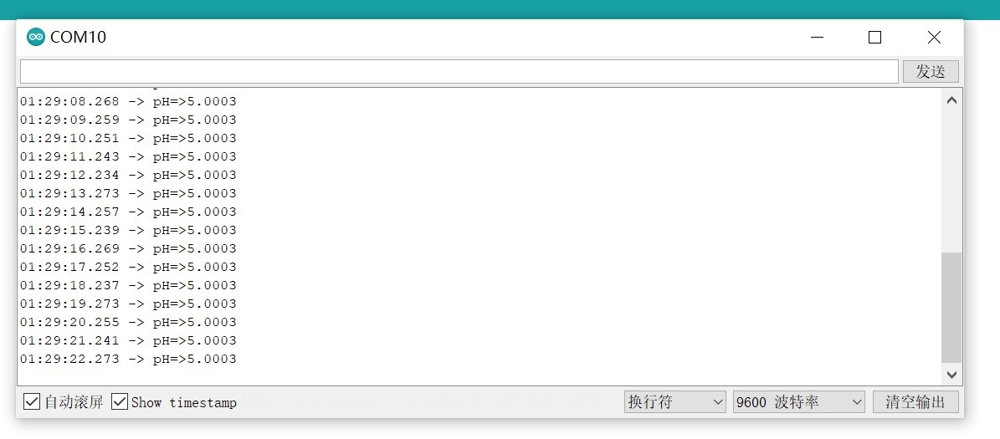 COM10
发送
01:29:08.268 -> pH=>5.0003
01:29:09.259 -> pH=>5.0003
01:29:10.251 -> pH=>5.0003
01:29:11.243 -> pH=>5.0003
01:29:12.234 -> pH=>5.0003
01:29:13.273 -> pH=>5.0003
01:29:14.257 -> pH=>5.0003
01:29:15.239 -> pH=>5.0003
01:29:16.269 -> pH=>5.0003
01:29:17.252 -> pH=>5.0003
01:29:18.237 -> pH=>5.0003
01:29:19.273 -> pH=>5.0003
01:29:20.255 -> pH=>5.0003
01:29:21.241 -> pH=>5.0003
01:29:22.273 -> pH=>5.0003
自动滚屏 Show timestamp 换行符 9600 波特率 清空输出